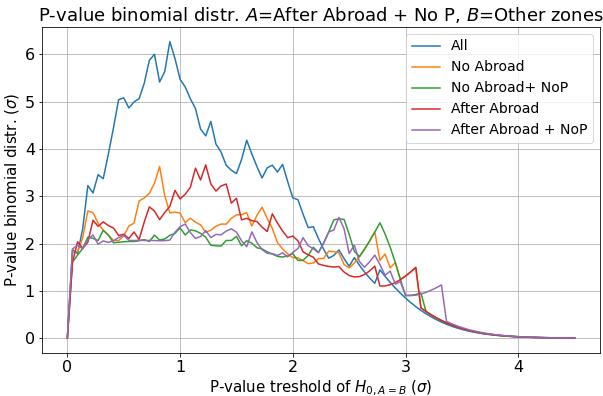 P-value binomial distr. A=After Abroad + No P, B=Other zones
All
No Abroad
No Abroad+ NoP
After Abroad
After Abroad + NoP
P-value binomial distr. (σ)
6
5
4
3
2
1
0
0 1 2 3 4
P-value treshold of H0, A = B (σ)